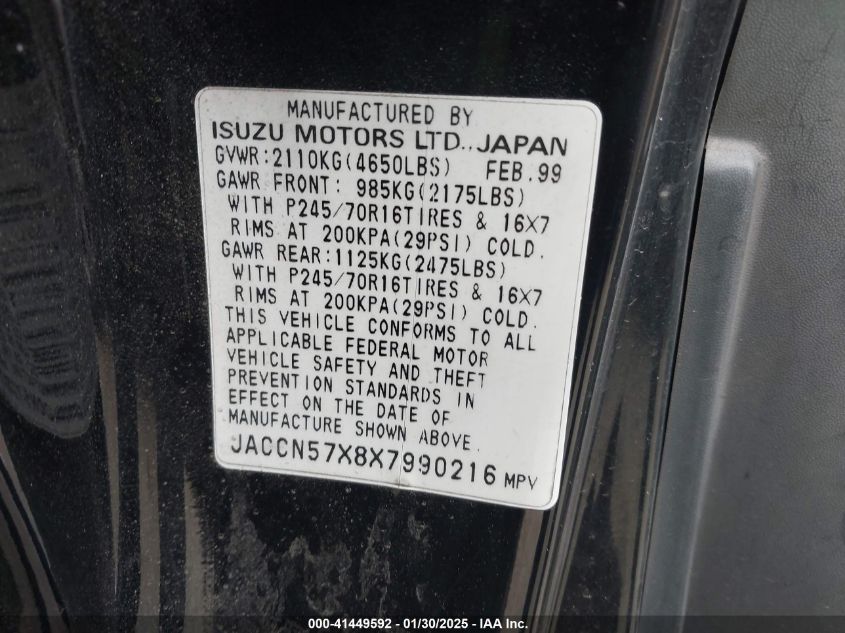 MANUFACTURED BY
ISUZU MOTORS LTD., JAPAN
GVWR:2110KG(4650LBS) FEB.99
GAWR FRONT: 985KG(2175LBS)
WITH P245/70R16TIRES & 16X7
RIMS AT 200KPA(29PSI) COLD.
GAWR REAR:1125KG(2475LBS)
WITH P245/70R16TIRES & 16X7
RIMS AT 200KPA(29PSI) COLD.
THIS VEHICLE CONFORMS TO ALL
APPLICABLE FEDERAL MOTOR
VEHICLE SAFETY AND THEFT
PREVENTION STANDARDS IN
EFFECT ON THE DATE OF
MANUFACTURE SHOWN ABOVE.
JACCN57X8X7990216 MPV
000-41449592 - 01/30/2025 - IAA Inc.